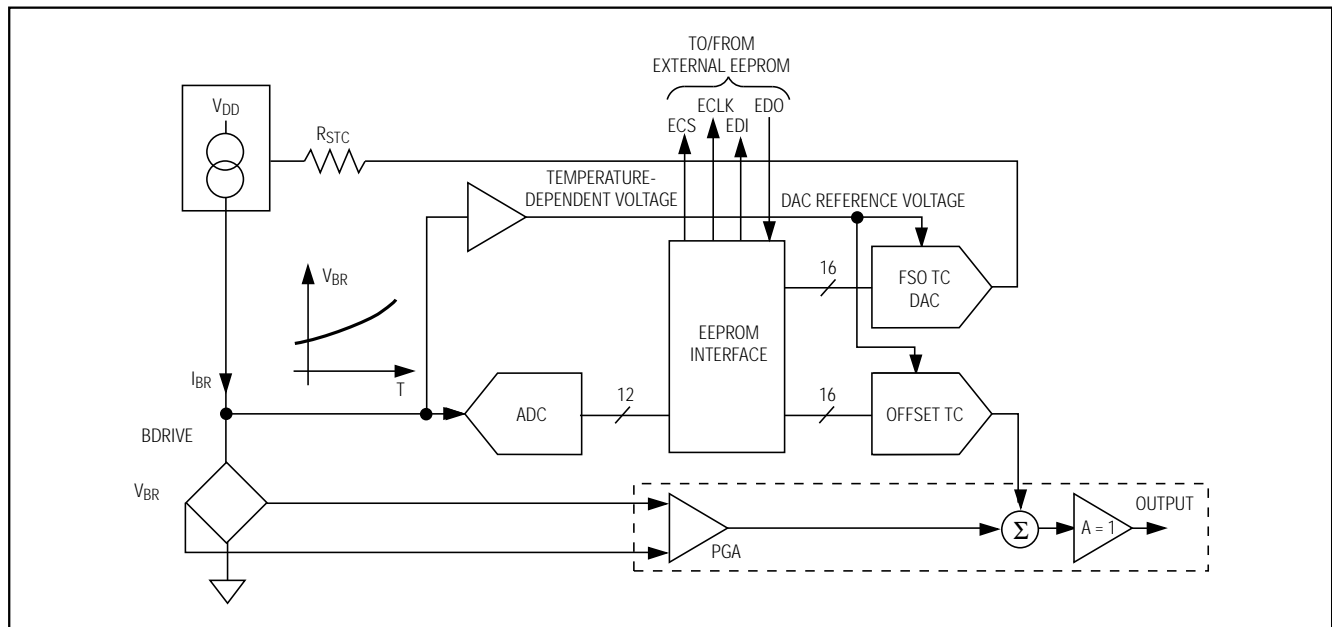 TO/FROM
EXTERNAL EEPROM
VDD
ECLK EDO
ECS EDI
RSTC
TEMPERATURE-
DEPENDENT VOLTAGE
DAC REFERENCE VOLTAGE
16
FSO TC
DAC
VBR
T
EEPROM
INTERFACE
IBR
BDRIVE
ADC
12
16
OFFSET TC
VBR
PGA
Σ
A = 1
OUTPUT